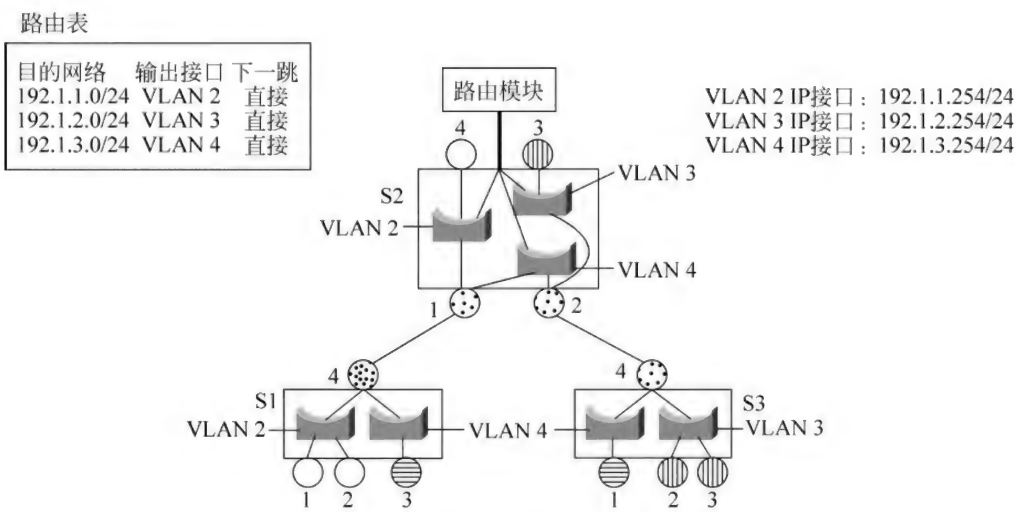 路由表
目的网络 输出接口 下一跳
192.1.1.0/24 VLAN 2 直接
192.1.2.0/24 VLAN 3 直接
192.1.3.0/24 VLAN 4 直接
路由模块
VLAN 2 IP接口：192.1.1.254/24
VLAN 3 IP接口：192.1.2.254/24
VLAN 4 IP接口：192.1.3.254/24
4
3
S2
VLAN 3
VLAN 2
VLAN 4
1
2
4
4
S1
S3
VLAN 2
VLAN 4
VLAN 3
1
2
3
1
2
3